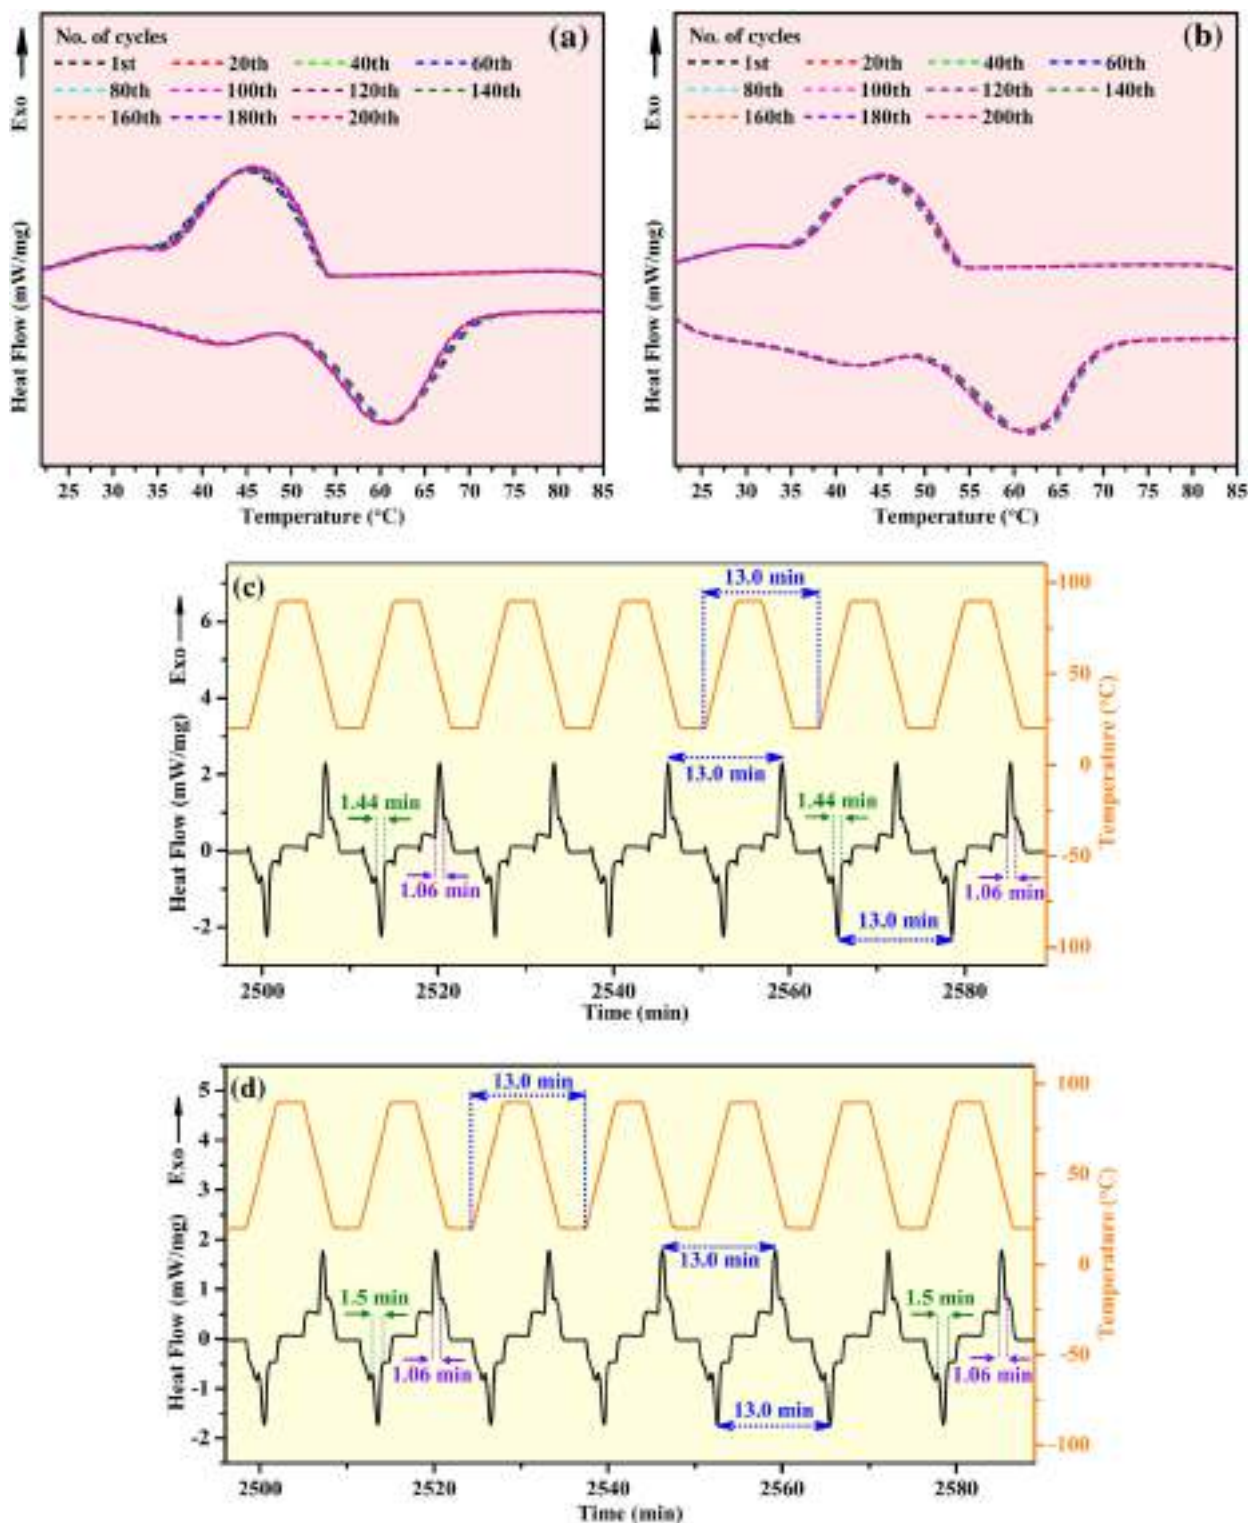 (a)
No. of cycles
1st 20th 40th 60th
80th 100th 120th 140th
160th 180th 200th
Exo
Heat Flow (mW/mg)
25 30 35 40 45 50 55 60 65 70 75 80 85
Temperature (°C)
(b)
No. of cycles
1st 20th 40th 60th
80th 100th 120th 140th
160th 180th 200th
Exo
Heat Flow (mW/mg)
25 30 35 40 45 50 55 60 65 70 75 80 85
Temperature (°C)
(c)
Exo
Heat Flow (mW/mg)
6
4
2
0
-2
13.0 min
13.0 min
1.44 min
1.44 min
1.06 min
1.06 min
13.0 min
100
50
0
-50
-100
Temperature (°C)
2500 2520 2540 2560 2580
Time (min)
(d)
Exo
Heat Flow (mW/mg)
5
4
3
2
1
0
-1
-2
13.0 min
13.0 min
1.5 min
1.5 min
1.06 min
1.06 min
13.0 min
100
50
0
-50
-100
Temperature (°C)
2500 2520 2540 2560 2580
Time (min)